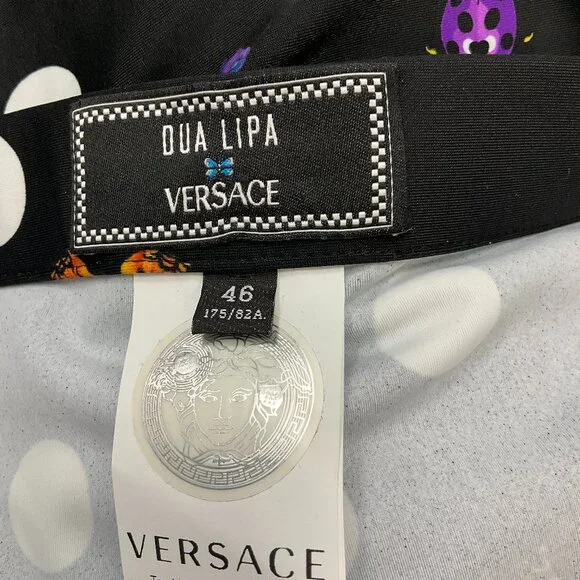 DUA LIPA
VERSACE
46
175/82A.
VERSACE